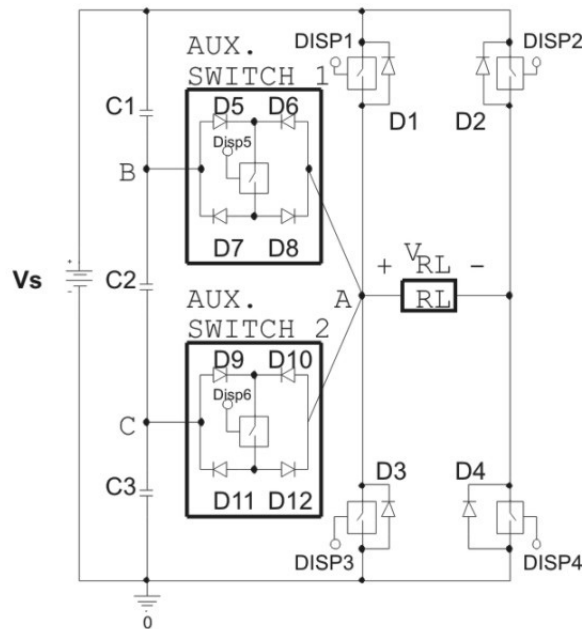 DISP1
DISP2
AUX.
SWITCH 1
C1
D5 D6
D1 D2
Disp5
B
D7 D8
+ VRL -
Vs
+
-
C2
A
RL
AUX.
SWITCH 2
D9 D10
Disp6
C
C3
D11 D12
D3 D4
DISP3
DISP4
0